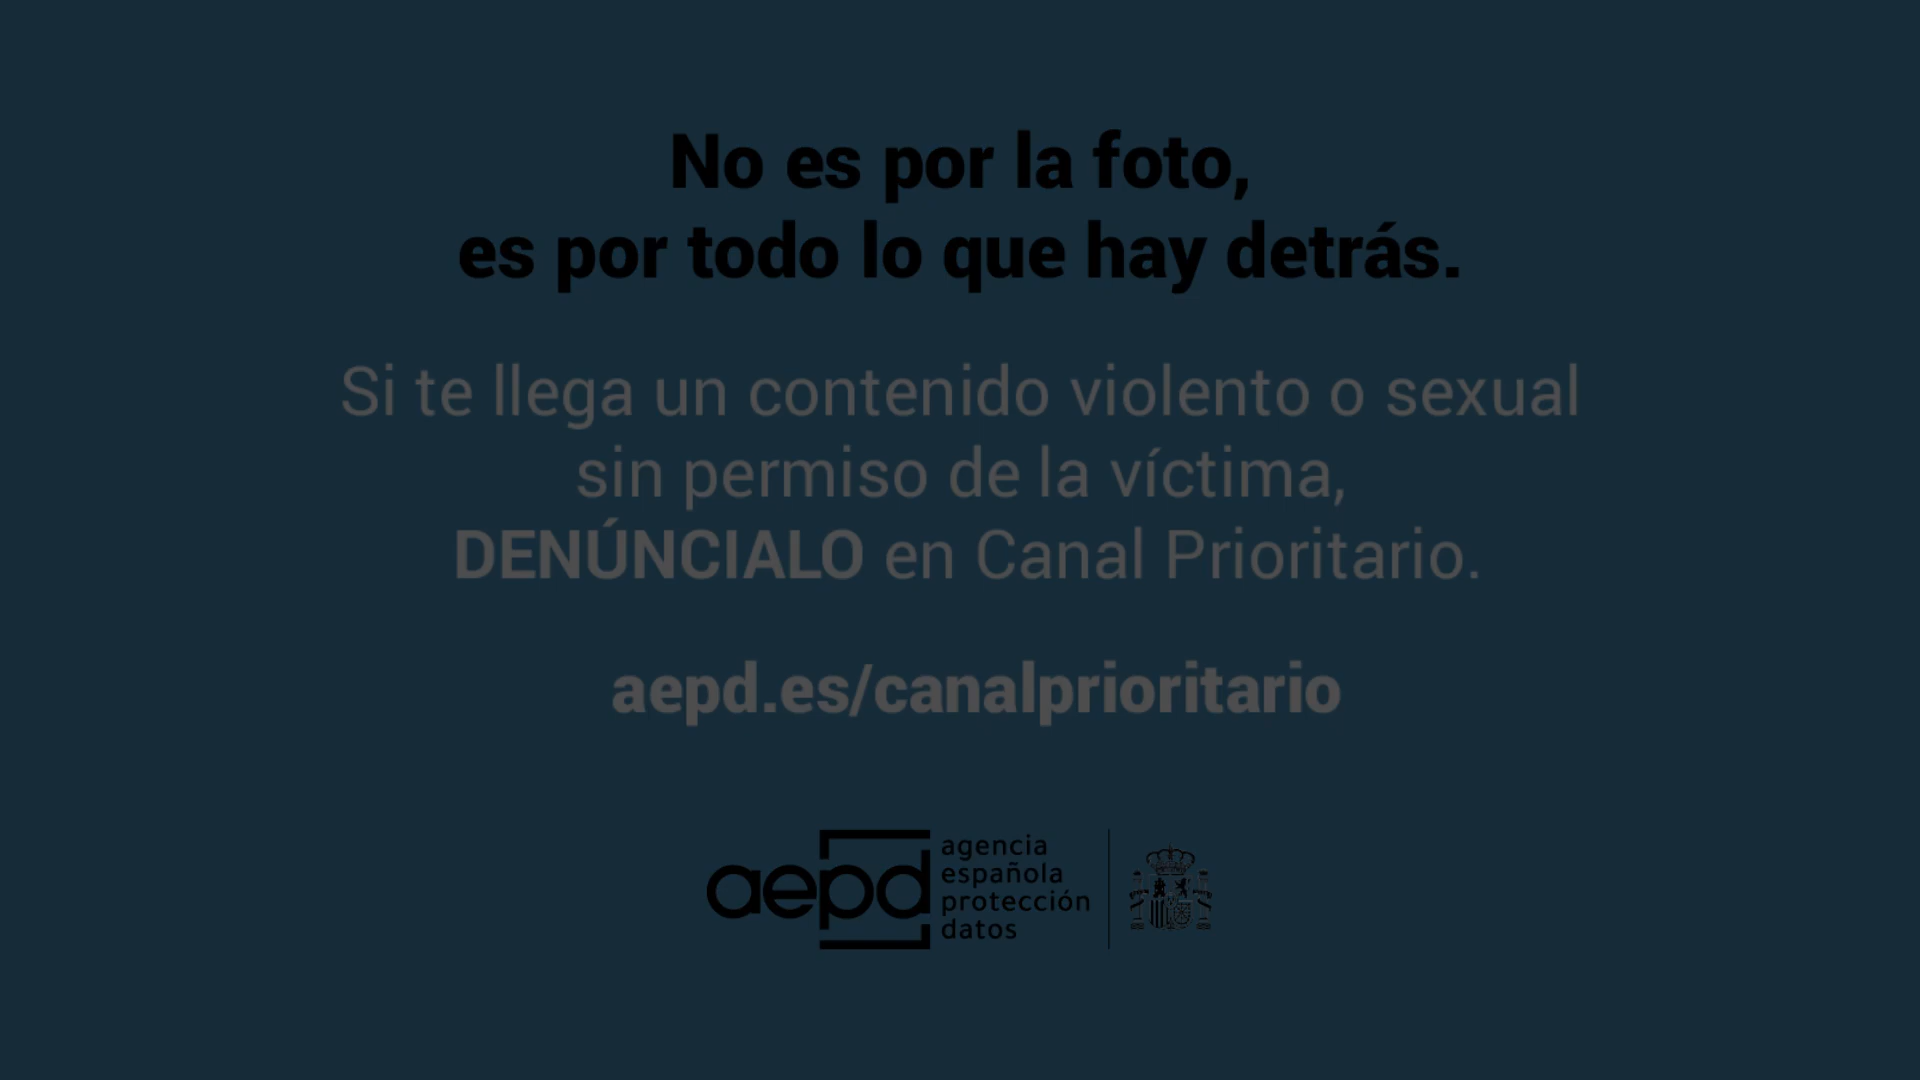 No es por la foto,
es por todo lo que hay detrás.
Si te llega un contenido violento o sexual
sin permiso de la víctima,
DENÚNCIALO en Canal Prioritario.
aepd.es/canalprioritario
aepd
agencia
española
protección
datos